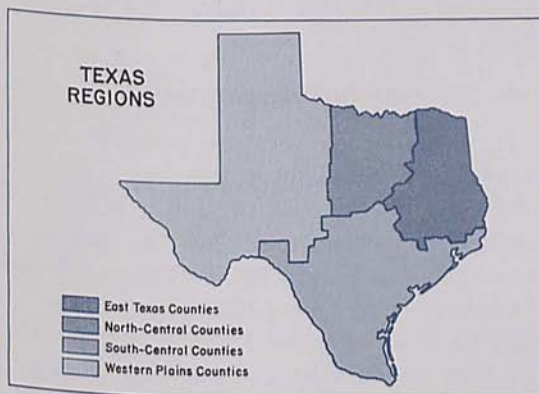 TEXAS
REGIONS
East Texas Counties
North-Central Counties
South-Central Counties
Western Plains Counties